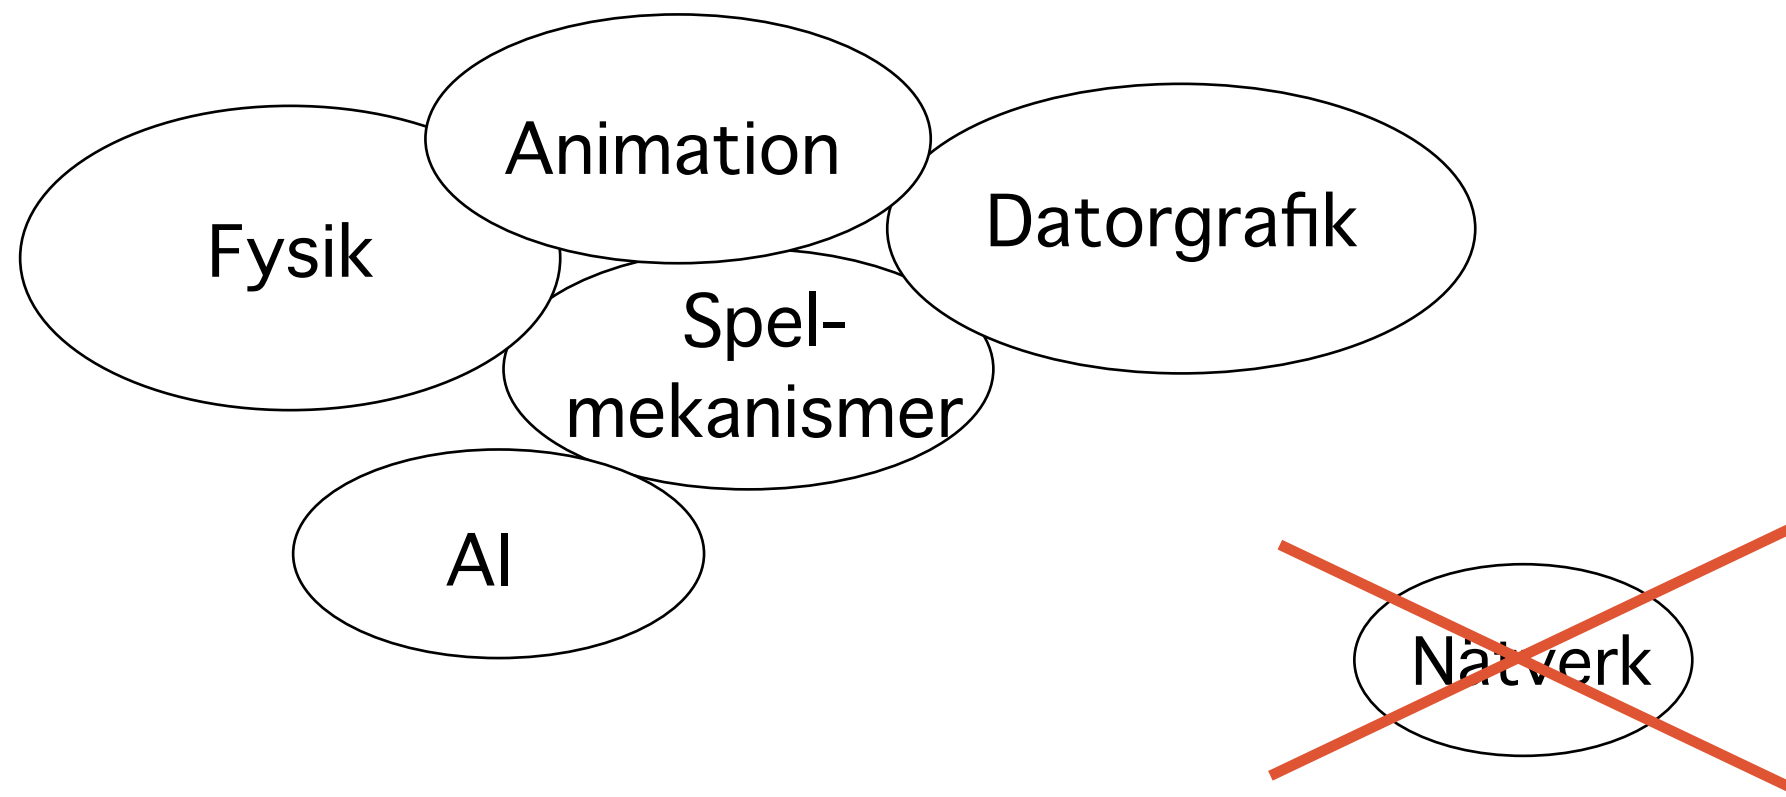 Animation
Fysik
Datorgrafik
Spel-
mekanismer
AI
Nätverk